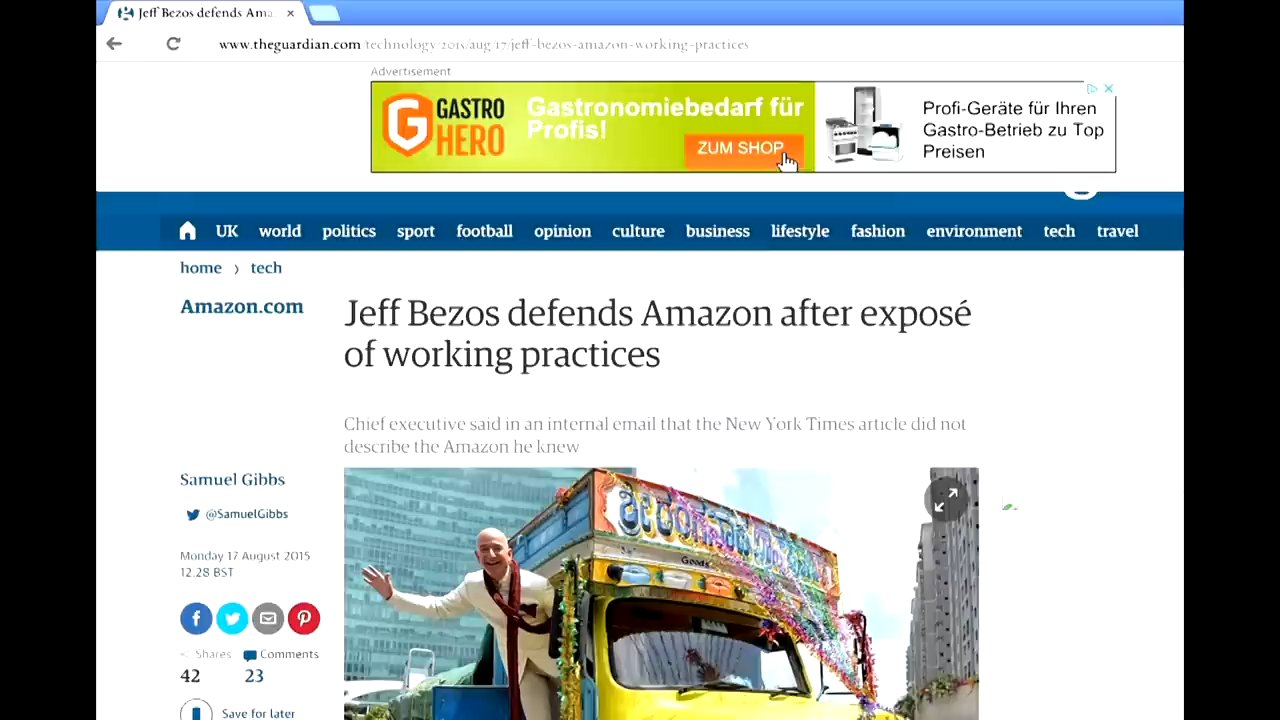 Jeff Bezos defends Ama
www.theguardian.com/technology/2015/aug/17/jeff-bezos-amazon-working-practices
Advertisement
GASTRO
HERO
Gastronomiebedarf für
Profis!
ZUM SHOP
Profi-Geräte für Ihren
Gastro-Betrieb zu Top
Preisen
UK world politics sport football opinion culture business lifestyle fashion environment tech travel
home › tech
Amazon.com
Jeff Bezos defends Amazon after exposé
of working practices
Chief executive said in an internal email that the New York Times article did not
describe the Amazon he knew
Samuel Gibbs
@SamuelGibbs
Monday 17 August 2015
12.28 BST
Shares
42
Comments
23
Save for later
Goods